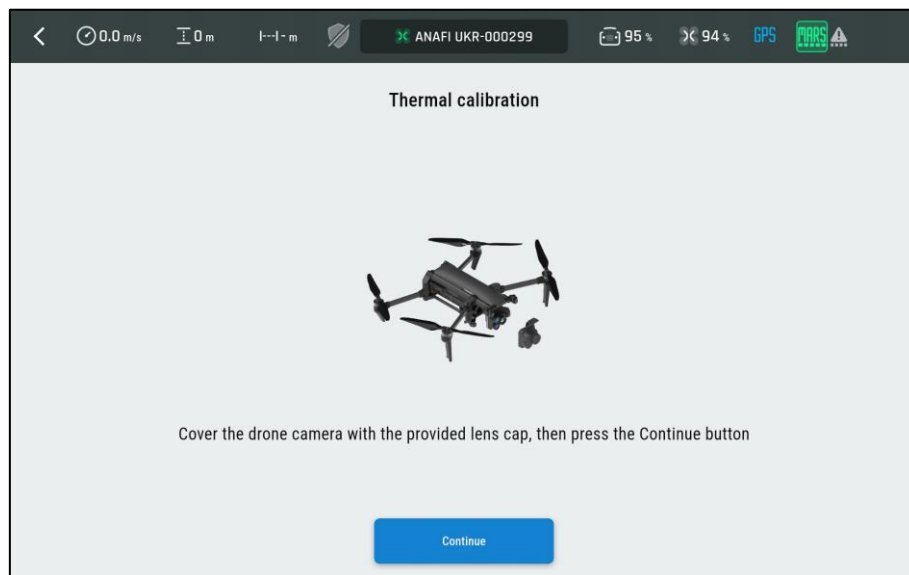 0.0 m/s 0 m I---I - m ANAFI UKR-000299 95 % 94 % GPS MARS
Thermal calibration
Cover the drone camera with the provided lens cap, then press the Continue button
Continue